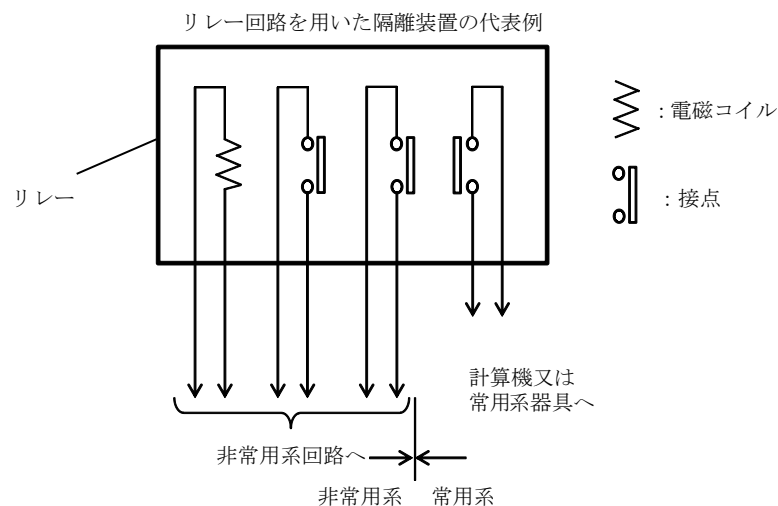 リレー回路を用いた隔離装置の代表例
：電磁コイル
リレー
：接点
計算機又は
常用系器具へ
非常用系回路へ
非常用系
常用系